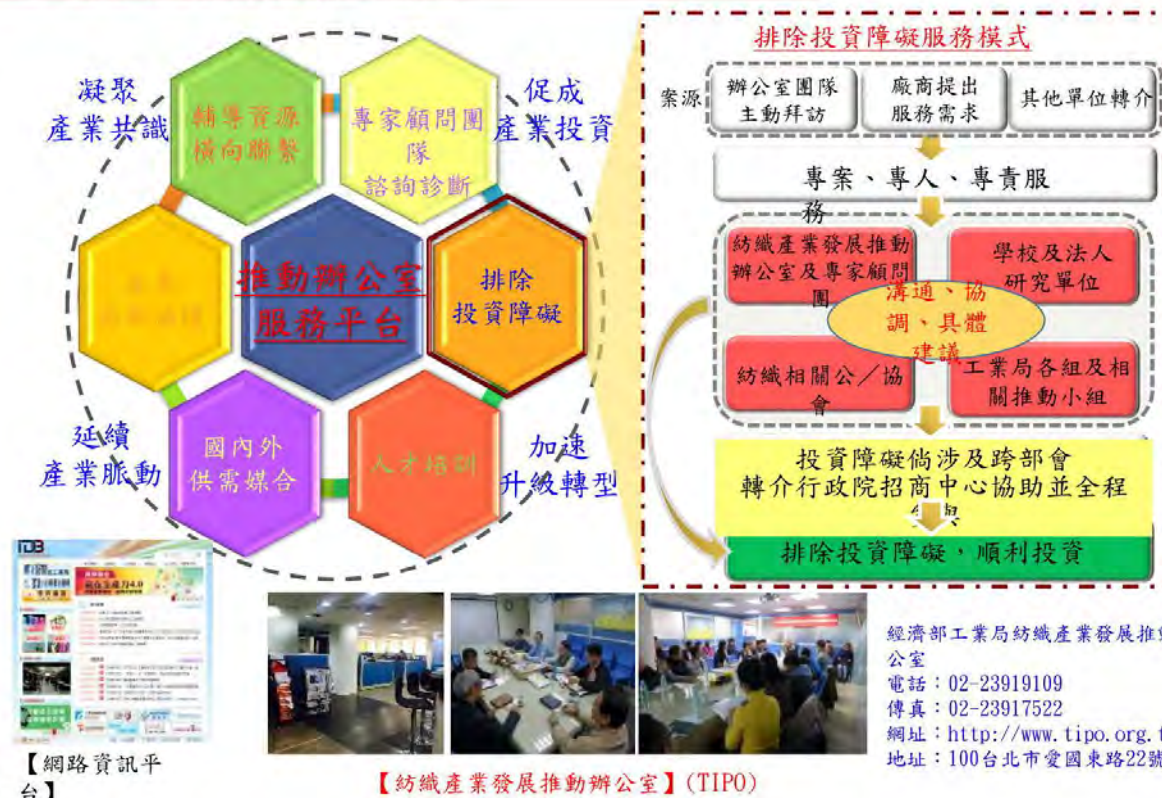 排除投資障礙服務模式
凝聚
產業共識
促成
產業投資
輔導資源
橫向聯繫
專家顧問團
隊
諮詢診斷
推動辦公室
服務平台
排除
投資障礙
國內外
供需媒合
人才培訓
延續
產業脈動
加速
升級轉型
案源
辦公室團隊
主動拜訪
廠商提出
服務需求
其他單位轉介
專案、專人、專責服
務
紡織產業發展推動
辦公室及專家顧問
團
學校及法人
研究單位
溝通、協
調、具體
建議
紡織相關公／協
會
工業局各組及相
關推動小組
投資障礙倘涉及跨部會
轉介行政院招商中心協助並全程
排除投資障礙，順利投資
【網路資訊平
台】
【紡織產業發展推動辦公室】(TIPO)
經濟部工業局紡織產業發展推動
公室
電話：02-23919109
傳真：02-23917522
網址：http://www.tipo.org.t
地址：100台北市愛國東路22號